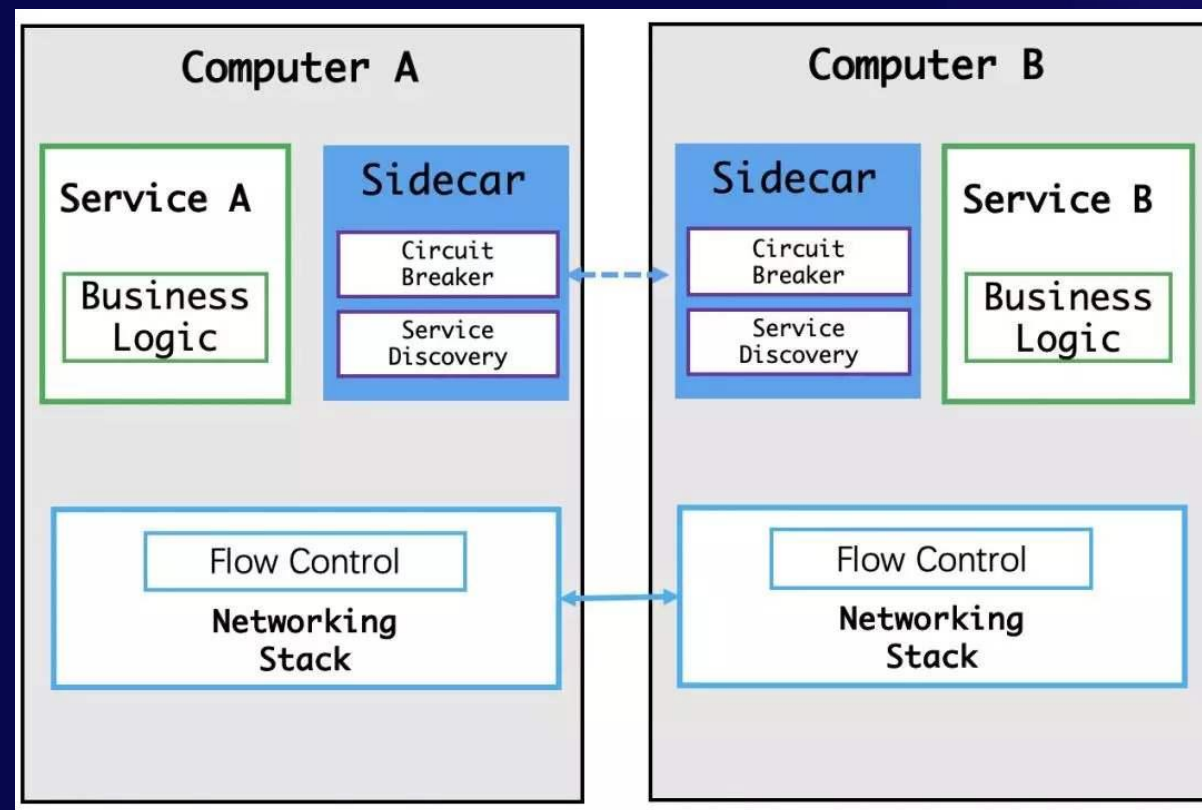 Computer A
Service A
Business
Logic
Sidecar
Circuit
Breaker
Service
Discovery
Flow Control
Networking
Stack
Computer B
Sidecar
Circuit
Breaker
Service
Discovery
Service B
Business
Logic
Flow Control
Networking
Stack